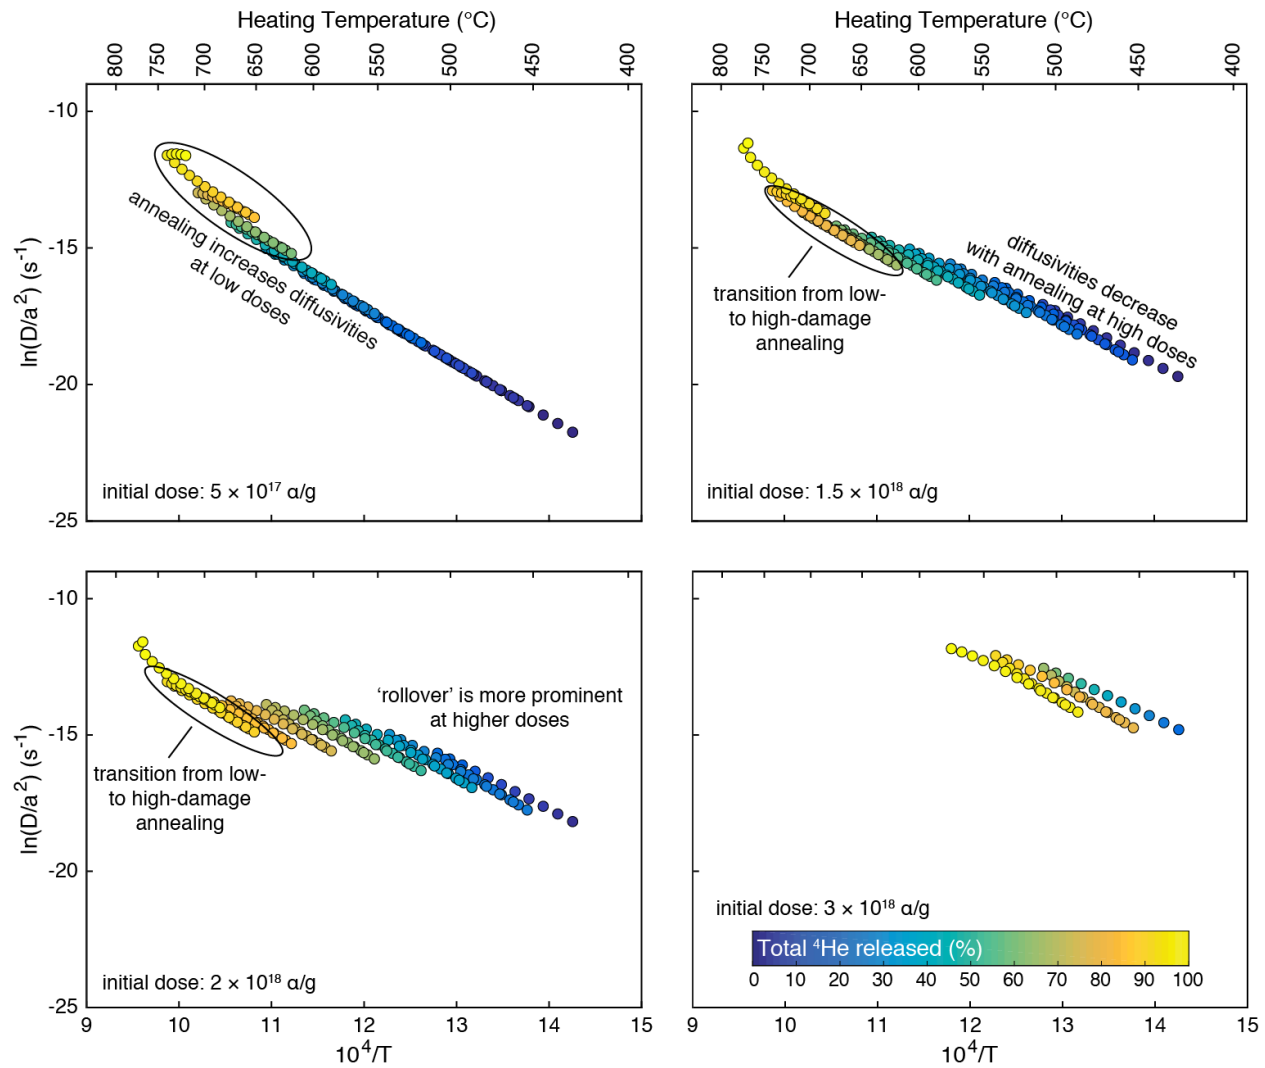 Heating Temperature (°C)
800 750 700 650 600 550 500 450 400
Heating Temperature (°C)
800 750 700 650 600 550 500 450 400
ln(D/a²) (s⁻¹)
-10
-15
-20
-25
annealing increases diffusivities
at low doses
initial dose: 5 × 10¹⁷ α/g
diffusivities decrease
with annealing at high doses
transition from low-
to high-damage
annealing
initial dose: 1.5 × 10¹⁸ α/g
ln(D/a²) (s⁻¹)
-10
-15
-20
-25
'rollover' is more prominent
at higher doses
transition from low-
to high-damage
annealing
initial dose: 2 × 10¹⁸ α/g
9 10 11 12 13 14 15
10⁴/T
initial dose: 3 × 10¹⁸ α/g
Total ⁴He released (%)
0 10 20 30 40 50 60 70 80 90 100
9 10 11 12 13 14 15
10⁴/T